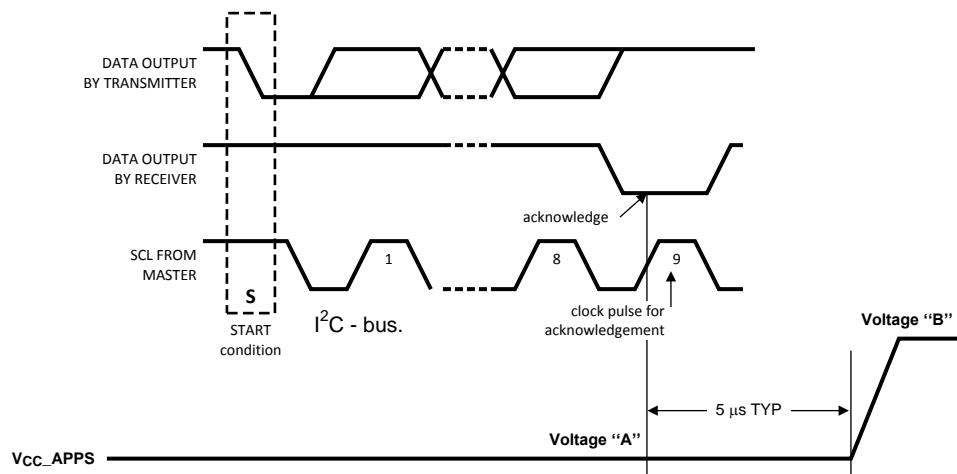 DATA OUTPUT
BY TRANSMITTER
DATA OUTPUT
BY RECEIVER
acknowledge
SCL FROM
MASTER
1
8
9
S
START
condition
I²C - bus.
clock pulse for
acknowledgement
Voltage "B"
5 μs TYP
Voltage "A"
VCC_APPS